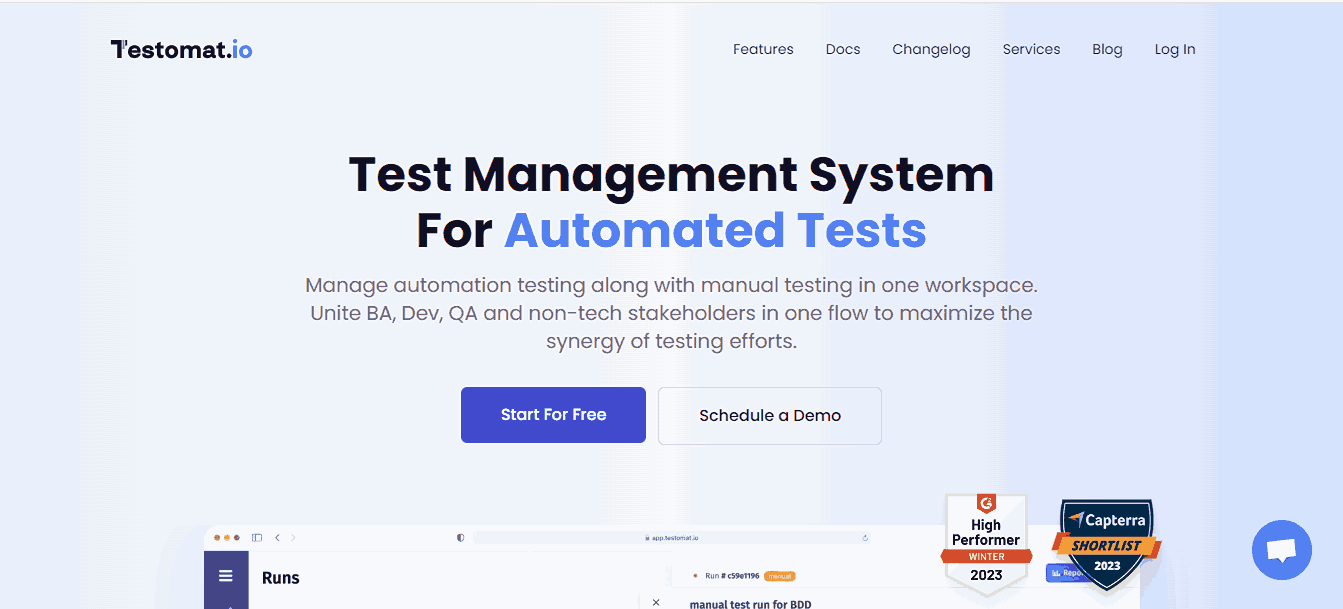 Testomat.io
Features Docs Changelog Services Blog Log In
Test Management System
For Automated Tests
Manage automation testing along with manual testing in one workspace.
Unite BA, Dev, QA and non-tech stakeholders in one flow to maximize the
synergy of testing efforts.
Start For Free
Schedule a Demo
G
High
Performer
WINTER
2023
Capterra
SHORTLIST
2023
app.testomat.io
Runs
Run # c59e1196 manual
manual test run for BDD